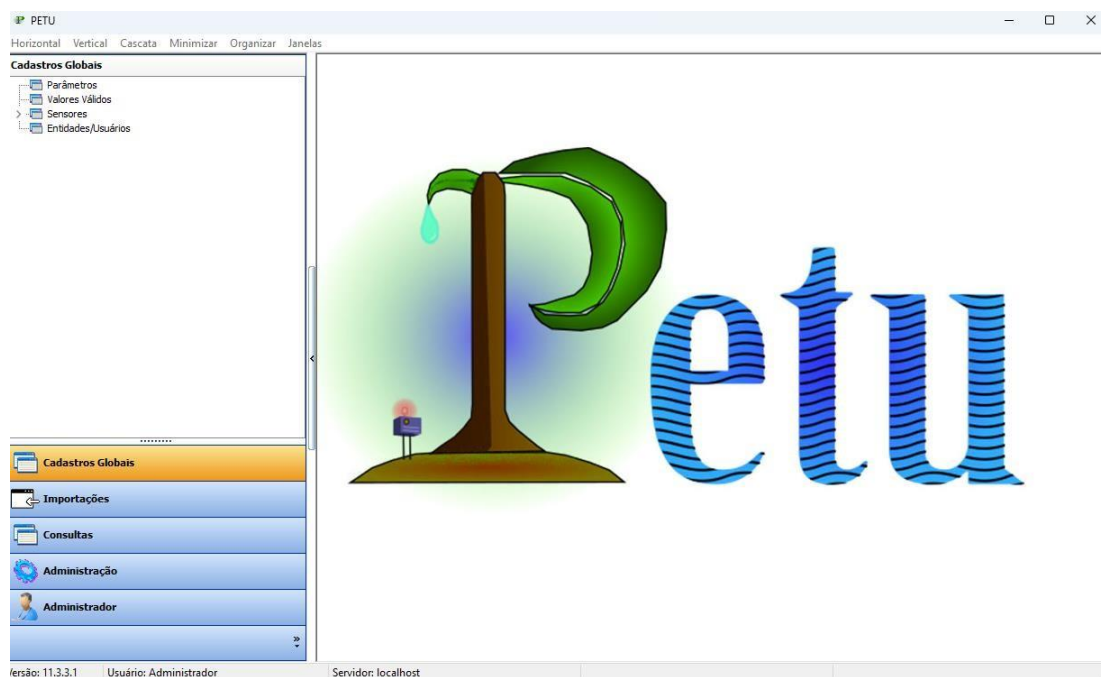 PETU
Horizontal Vertical Cascata Minimizar Organizar Janelas
Cadastros Globais
Parâmetros
Valores Válidos
Sensores
Entidades/Usuários
Petu
Cadastros Globais
Importações
Consultas
Administração
Administrador
Versão: 11.3.3.1 Usuário: Administrador Servidor: localhost